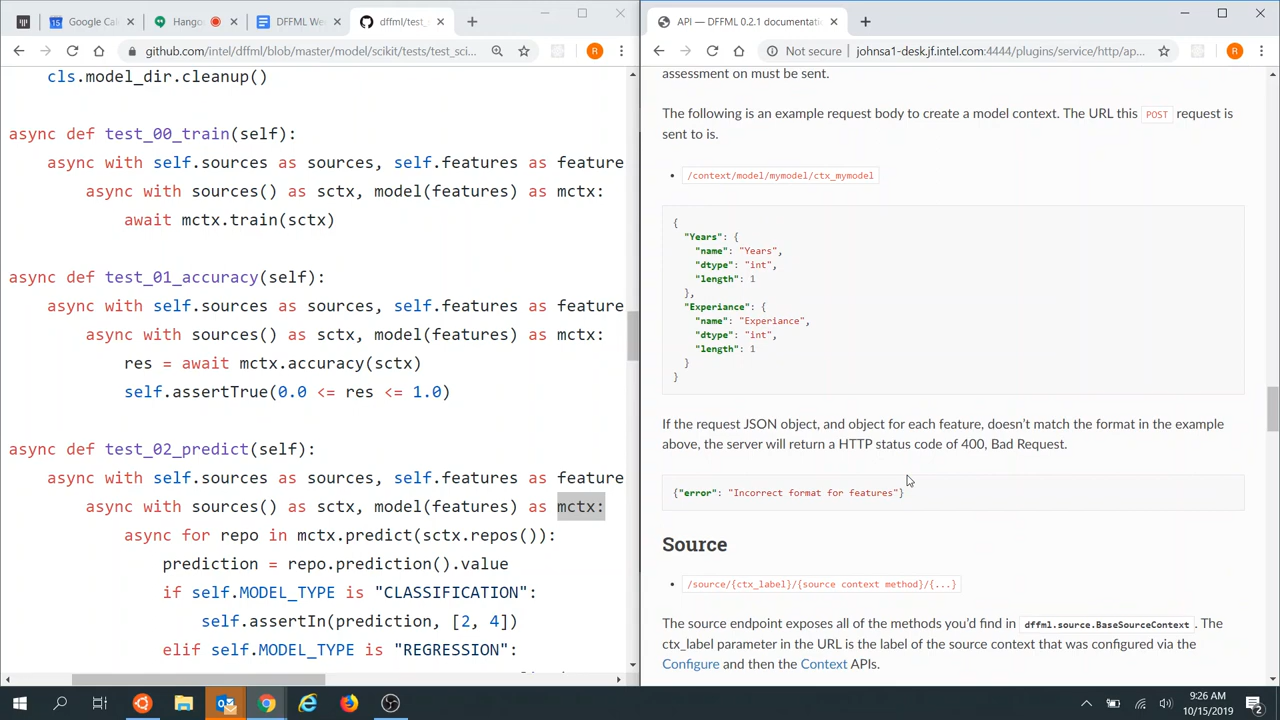 Google Cal
Hango
DFFML We
dffml/test_
github.com/intel/dffml/blob/master/model/scikit/tests/test_sci...
R
cls.model_dir.cleanup()
async def test_00_train(self):
async with self.sources as sources, self.features as feature
async with sources() as sctx, model(features) as mctx:
await mctx.train(sctx)
async def test_01_accuracy(self):
async with self.sources as sources, self.features as feature
async with sources() as sctx, model(features) as mctx:
res = await mctx.accuracy(sctx)
self.assertTrue(0.0 <= res <= 1.0)
async def test_02_predict(self):
async with self.sources as sources, self.features as feature
async with sources() as sctx, model(features) as mctx:
async for repo in mctx.predict(sctx.repos()):
prediction = repo.prediction().value
if self.MODEL_TYPE is "CLASSIFICATION":
self.assertIn(prediction, [2, 4])
elif self.MODEL_TYPE is "REGRESSION":
API — DFFML 0.2.1 documentatio
Not secure
johnsa1-desk.jf.intel.com:4444/plugins/service/http/ap...
R
assessment on must be sent.
The following is an example request body to create a model context. The URL this POST request is
sent to is.
• /context/model/mymodel/ctx_mymodel
{
"Years": {
"name": "Years",
"dtype": "int",
"length": 1
},
"Experiance": {
"name": "Experiance",
"dtype": "int",
"length": 1
}
}
If the request JSON object, and object for each feature, doesn't match the format in the example
above, the server will return a HTTP status code of 400, Bad Request.
{"error": "Incorrect format for features"}
Source
• /source/{ctx_label}/{source context method}/{...}
The source endpoint exposes all of the methods you'd find in dffml.source.BaseSourceContext. The
ctx_label parameter in the URL is the label of the source context that was configured via the
Configure and then the Context APIs.
9:26 AM
10/15/2019
2